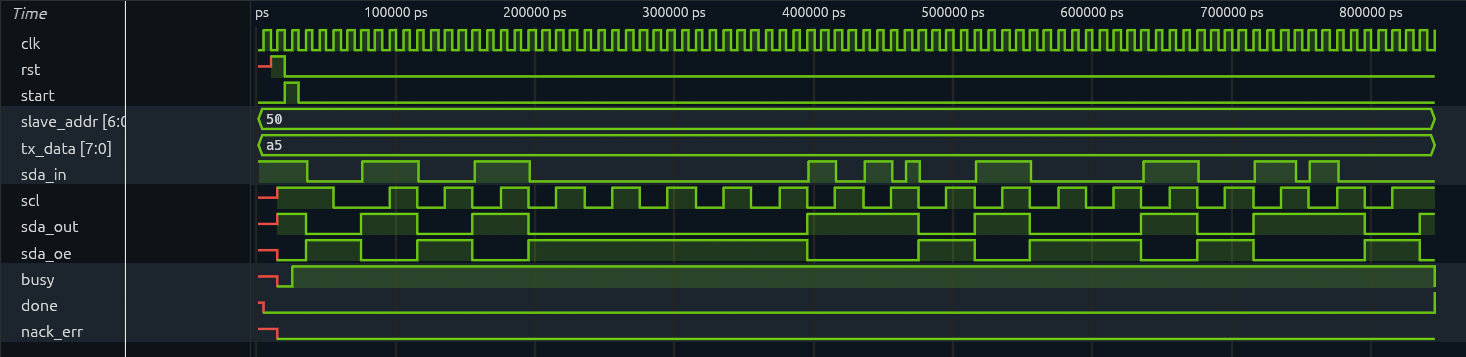 Time
ps 100000 ps 200000 ps 300000 ps 400000 ps 500000 ps 600000 ps 700000 ps 800000 ps
clk
rst
start
slave_addr [6:0 50
tx_data [7:0] a5
sda_in
scl
sda_out
sda_oe
busy
done
nack_err